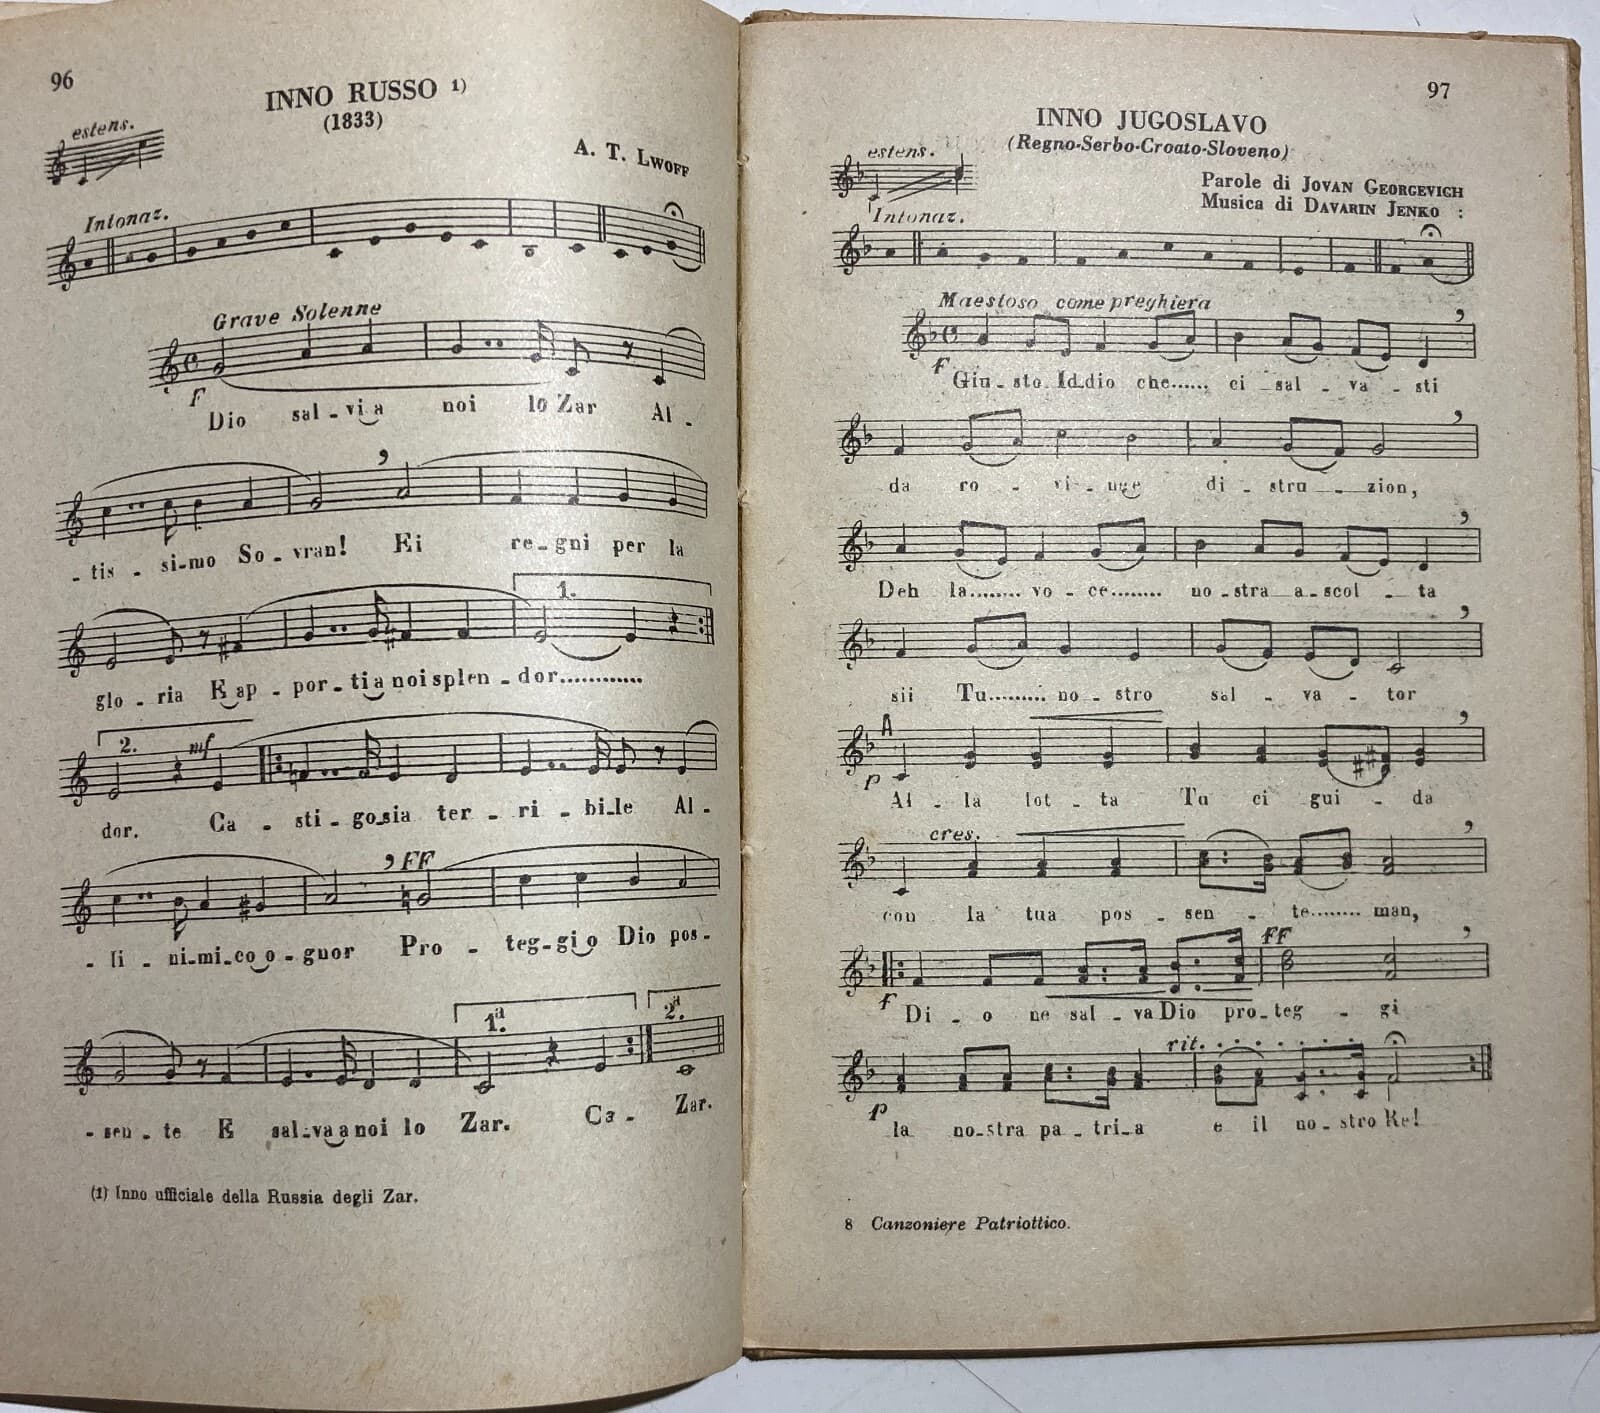 96
INNO RUSSO 1)
(1833)
estens.
A. T. LWOFF
Intonaz.
Grave Solenne
f
Dio sal - vi a noi lo Zar Al -
- tis - si-mo So - vran! Ei re - gni per la
1.
glo - ria E ap - por - ti a noi splen - dor............
2. mf
dor. Ca - sti - go sia ter - ri - bi-le Al -
FF
- li - ni-mi-co o - gnor Pro - teg-gi o Dio pos -
1ª 2ª
- sen - te E sal-va a noi lo Zar. Ca - Zar.
(1) Inno ufficiale della Russia degli Zar.
97
INNO JUGOSLAVO
(Regno-Serbo-Croato-Sloveno)
estens.
Parole di JOVAN GEORGEVICH
Musica di DAVARIN JENKO :
Intonaz.
Maestoso come preghiera
f
Giu - sto Id dio che...... ci sal - va - sti
da ro - vi - na e di - stru - zion,
Deh la........ vo - ce........ no - stra a - scol - ta
sii Tu......... no - stro sal - va - tor
A
p
Al - la lot - ta Tu ci gui - da
cres.
con la tua pos - sen - te........ man,
FF
f
Di - o ne sal - va Dio pro - teg - gi
rit.
p
la no-stra pa - tri-a e il no - stro Re!
8 Canzoniere Patriottico.